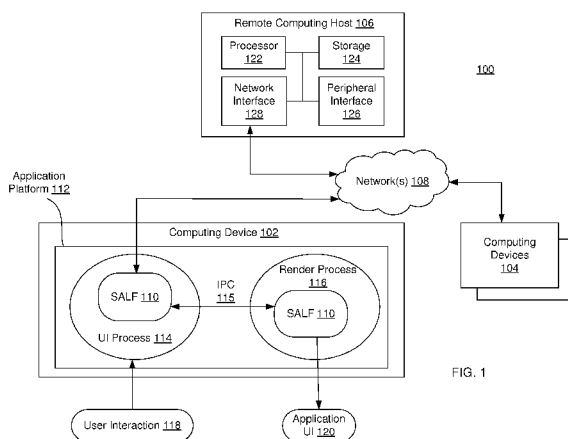 Remote Computing Host 106
Processor
122
Storage
124
100
Network
Interface
128
Peripheral
Interface
126
Application
Platform 112
Network(s) 108
Computing Device 102
Computing
Devices
104
Render Process
116
SALF 110
IPC
115
SALF 110
UI Process 114
FIG. 1
User Interaction 118
Application
UI 120